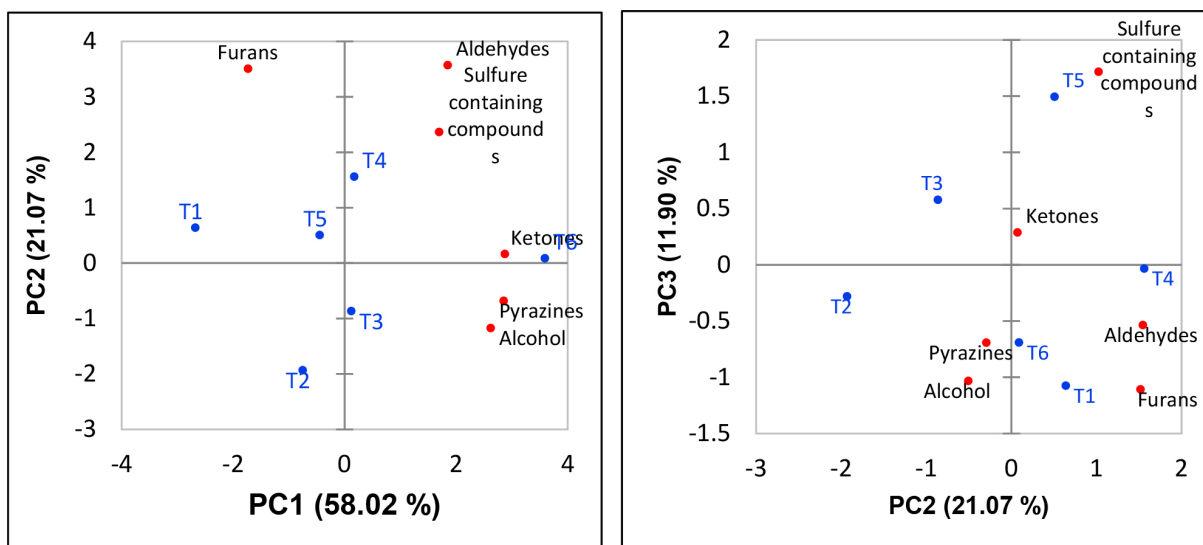 4
3
2
1
0
-1
-2
-3
-4
-2
0
2
4
PC2 (21.07 %)
PC1 (58.02 %)
Furans
Aldehydes
Sulfure
containing
compound
s
T4
T1
T5
Ketones
T6
Pyrazines
Alcohol
T3
T2
2
1.5
1
0.5
0
-0.5
-1
-1.5
-3
-2
-1
0
1
2
PC3 (11.90 %)
PC2 (21.07 %)
Sulfure
containing
compound
s
T5
T3
Ketones
T4
T2
Aldehydes
Pyrazines
T6
Alcohol
T1
Furans